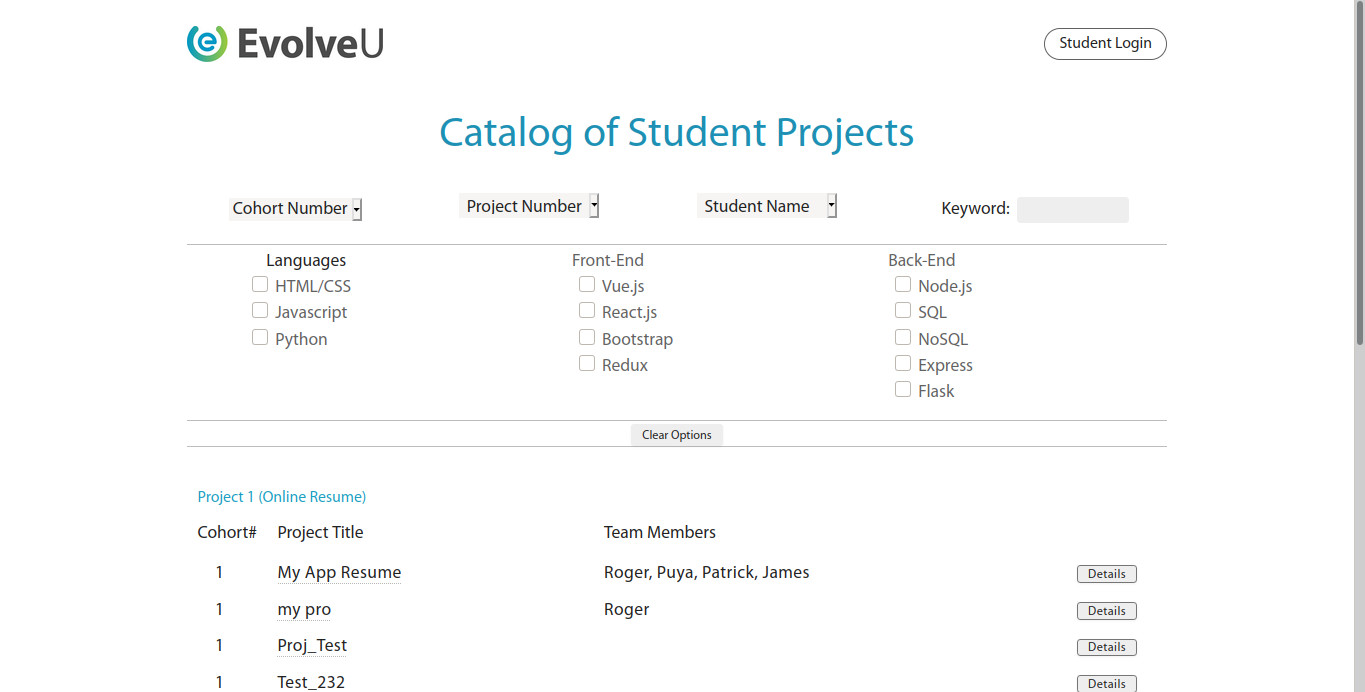 EvolveU
Student Login
Catalog of Student Projects
Cohort Number Project Number Student Name Keyword:
Languages Front-End Back-End
HTML/CSS Vue.js Node.js
Javascript React.js SQL
Python Bootstrap NoSQL
Redux Express
Flask
Clear Options
Project 1 (Online Resume)
Cohort# Project Title Team Members
1 My App Resume Roger, Puya, Patrick, James Details
1 my pro Roger Details
1 Proj_Test Details
1 Test_232 Details